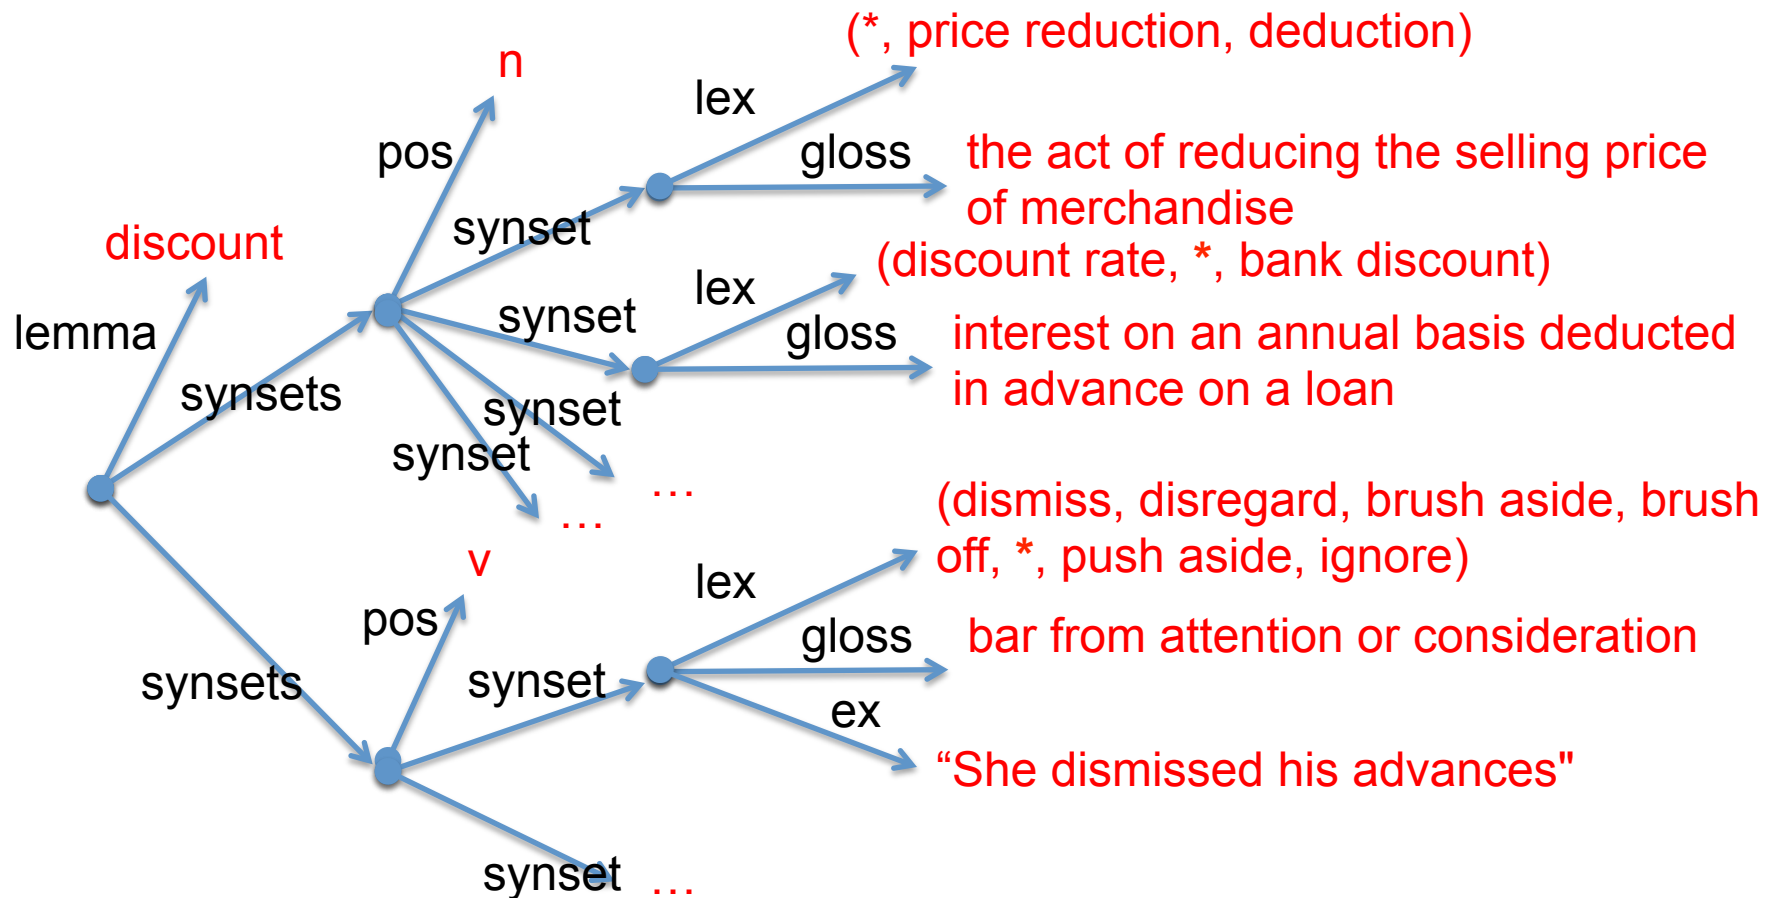 (*, price reduction, deduction)
n
lex
pos
gloss
the act of reducing the selling price
of merchandise
synset
discount
(discount rate, *, bank discount)
lex
synset
gloss
interest on an annual basis deducted
in advance on a loan
lemma
synsets
synset
synset
...
...
(dismiss, disregard, brush aside, brush
off, *, push aside, ignore)
v
lex
pos
gloss
bar from attention or consideration
synsets
synset
ex
“She dismissed his advances"
synset
...